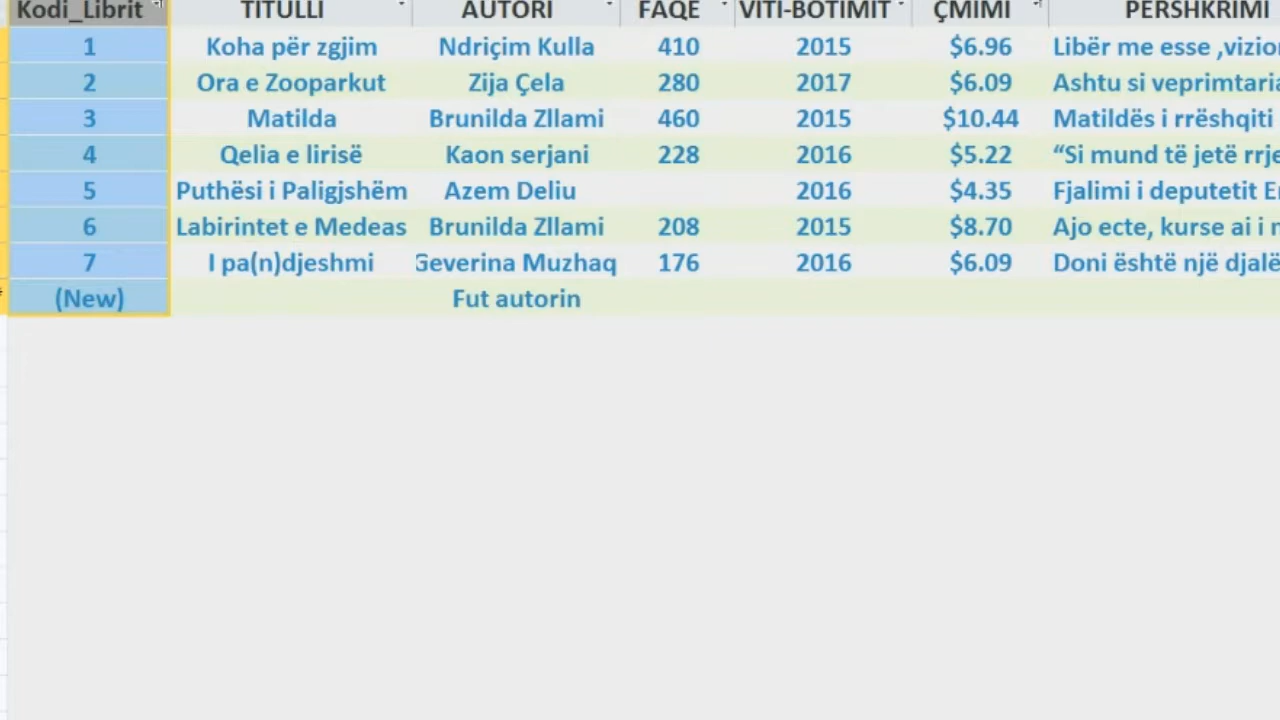 Kodi_Librit TITULLI AUTORI FAQE VITI-BOTIMIT ÇMIMI PERSHKRIMI
1 Koha për zgjim Ndriçim Kulla 410 2015 $6.96 Libër me esse ,vizion
2 Ora e Zooparkut Zija Çela 280 2017 $6.09 Ashtu si veprimtaria
3 Matilda Brunilda Zllami 460 2015 $10.44 Matildës i rrëshqiti
4 Qelia e lirisë Kaon serjani 228 2016 $5.22 “Si mund të jetë rrje
5 Puthësi i Paligjshëm Azem Deliu 2016 $4.35 Fjalimi i deputetit E
6 Labirintet e Medeas Brunilda Zllami 208 2015 $8.70 Ajo ecte, kurse ai i
7 I pa(n)djeshmi Geverina Muzhaq 176 2016 $6.09 Doni është një djalë
(New) Fut autorin